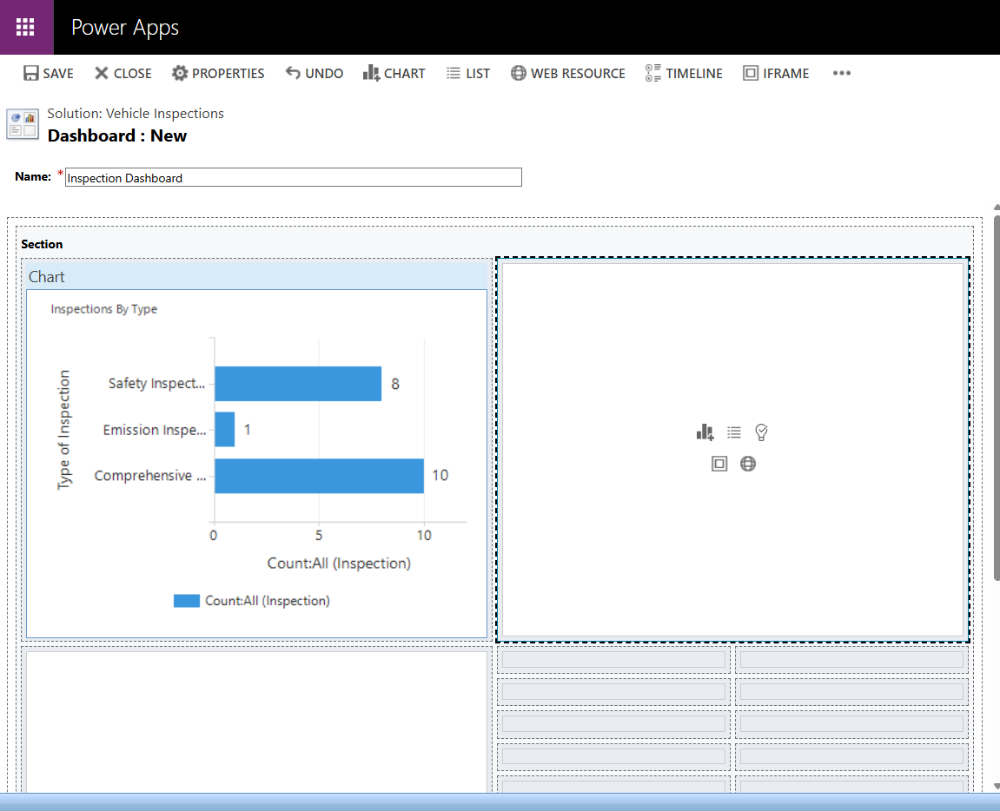 Power Apps
SAVE CLOSE PROPERTIES UNDO CHART LIST WEB RESOURCE TIMELINE IFRAME
Solution: Vehicle Inspections
Dashboard : New
Name: * Inspection Dashboard
Section
Chart
Inspections By Type
Type of Inspection
Safety Inspect... 8
Emission Inspe... 1
Comprehensive ... 10
0 5 10
Count:All (Inspection)
Count:All (Inspection)